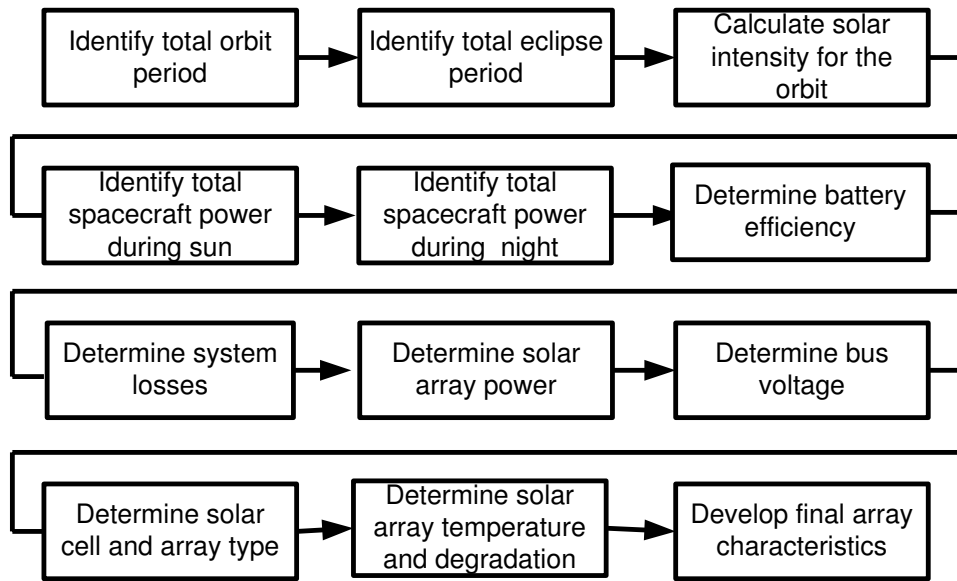 Identify total orbit
period
Identify total eclipse
period
Calculate solar
intensity for the
orbit
Identify total
spacecraft power
during sun
Identify total
spacecraft power
during  night
Determine battery
efficiency
Determine system
losses
Determine solar
array power
Determine bus
voltage
Determine solar
cell and array type
Determine solar
array temperature
and degradation
Develop final array
characteristics